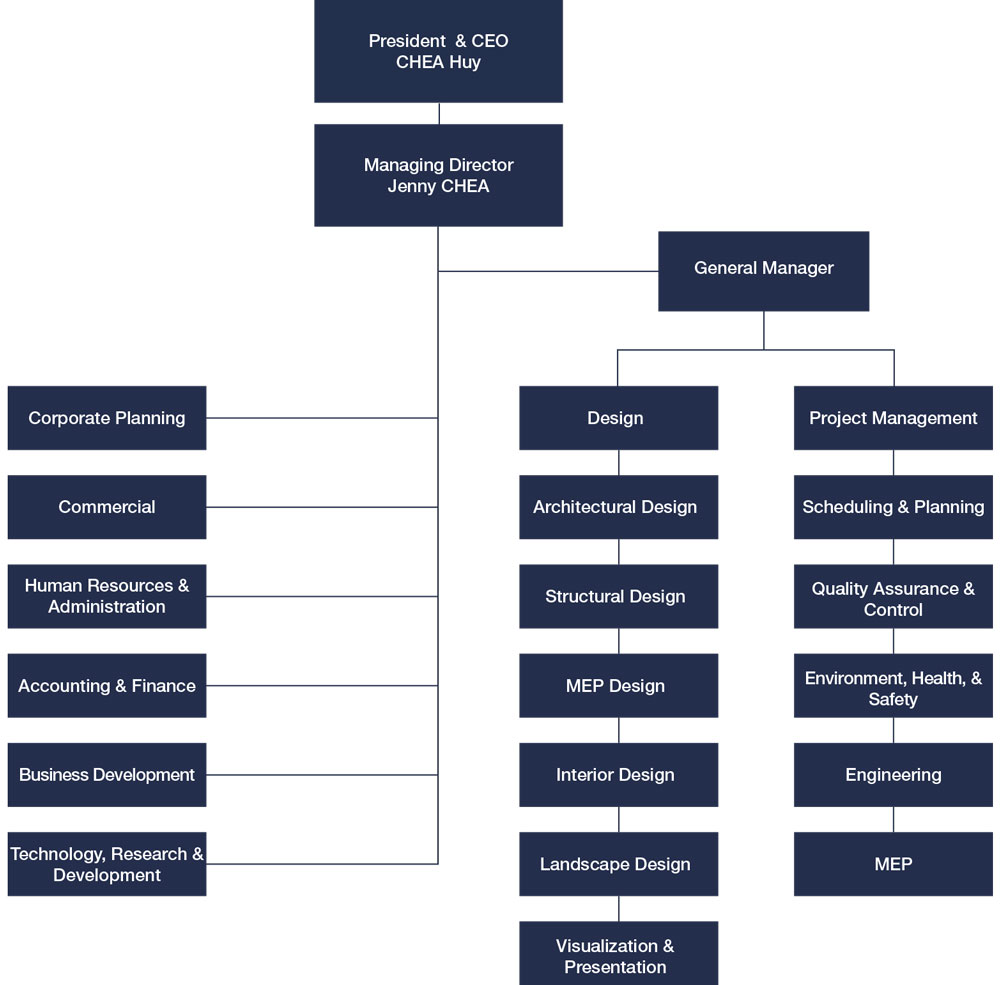 President & CEO
CHEA Huy
Managing Director
Jenny CHEA
General Manager
Corporate Planning
Commercial
Human Resources &
Administration
Accounting & Finance
Business Development
Technology, Research &
Development
Design
Architectural Design
Structural Design
MEP Design
Interior Design
Landscape Design
Visualization &
Presentation
Project Management
Scheduling & Planning
Quality Assurance &
Control
Environment, Health, &
Safety
Engineering
MEP